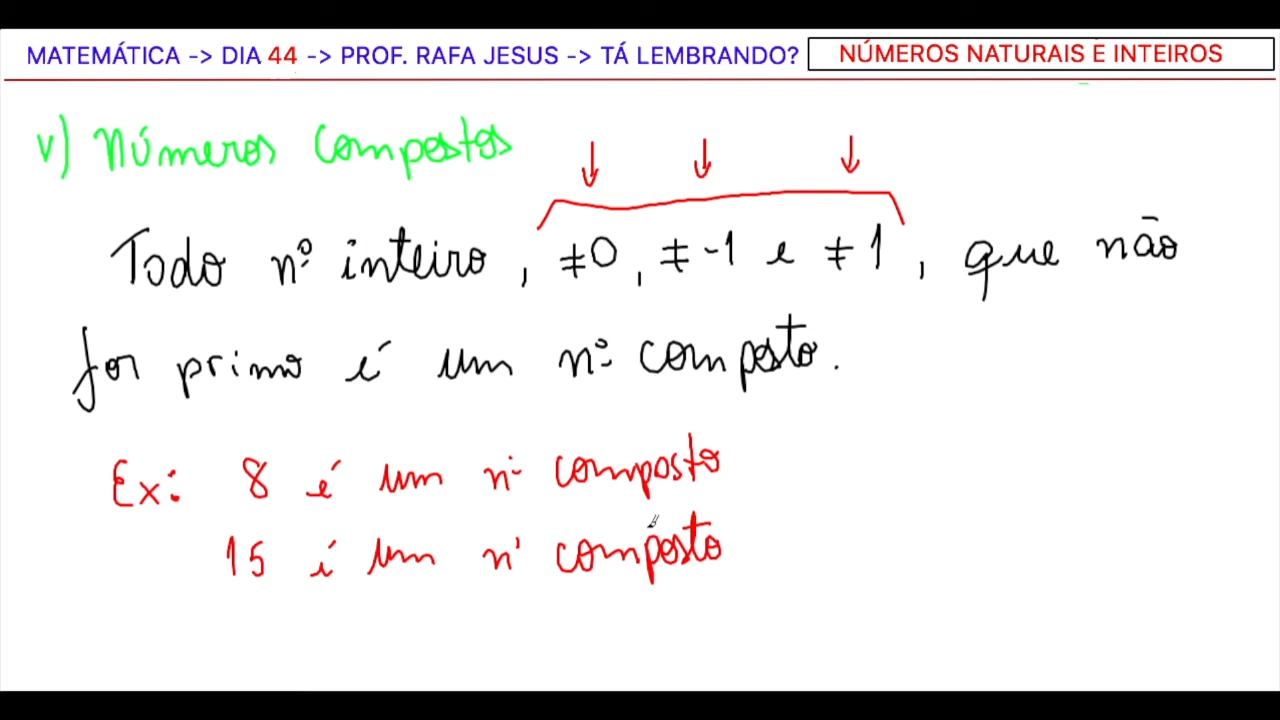 MATEMÁTICA -> DIA 44 -> PROF. RAFA JESUS -> TÁ LEMBRANDO? NÚMEROS NATURAIS E INTEIROS
v) Números compostos
Todo nº inteiro, ≠0, ≠-1 e ≠1, que não
for primo é um nº composto.
Ex: 8 é um nº composto
15 é um nº composto